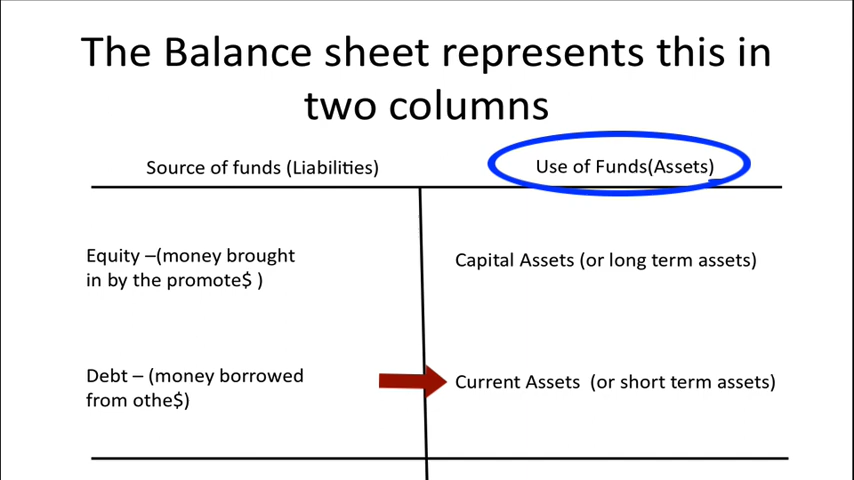 The Balance sheet represents this in
two columns
Source of funds (Liabilities)
Use of Funds(Assets)
Equity –(money brought
in by the promote$ )
Capital Assets (or long term assets)
Debt – (money borrowed
from othe$)
Current Assets  (or short term assets)